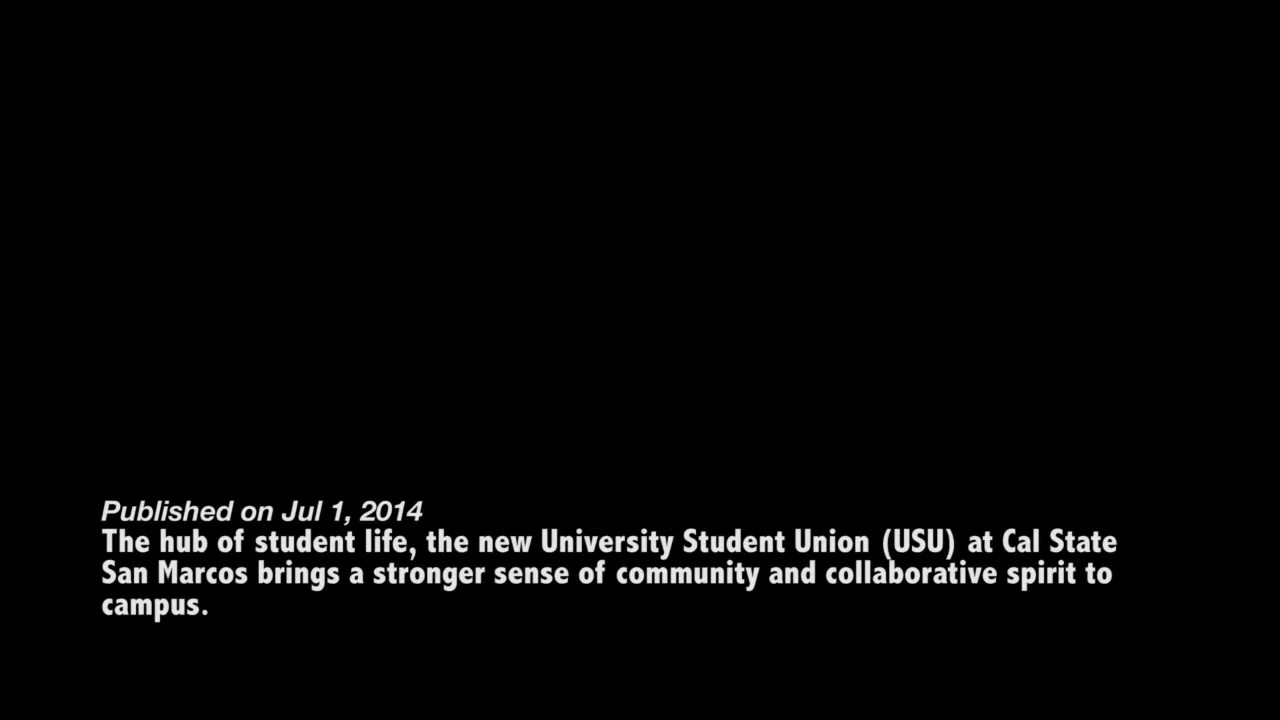 Published on Jul 1, 2014
The hub of student life, the new University Student Union (USU) at Cal State
San Marcos brings a stronger sense of community and collaborative spirit to
campus.